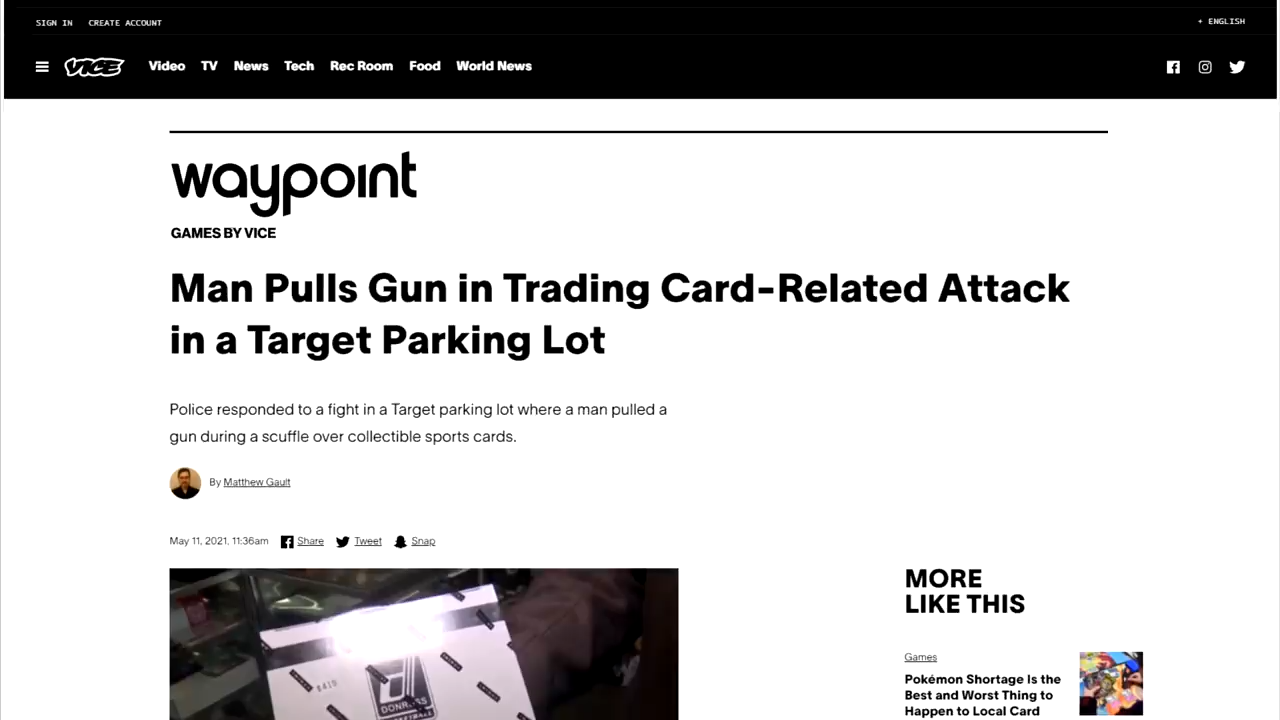 SIGN IN CREATE ACCOUNT
+ ENGLISH
VICE Video TV News Tech Rec Room Food World News
waypoint
GAMES BY VICE
Man Pulls Gun in Trading Card-Related Attack
in a Target Parking Lot
Police responded to a fight in a Target parking lot where a man pulled a
gun during a scuffle over collectible sports cards.
By Matthew Gault
May 11, 2021, 11:36am Share Tweet Snap
MORE
LIKE THIS
Games
Pokémon Shortage Is the
Best and Worst Thing to
Happen to Local Card
DONRUSS